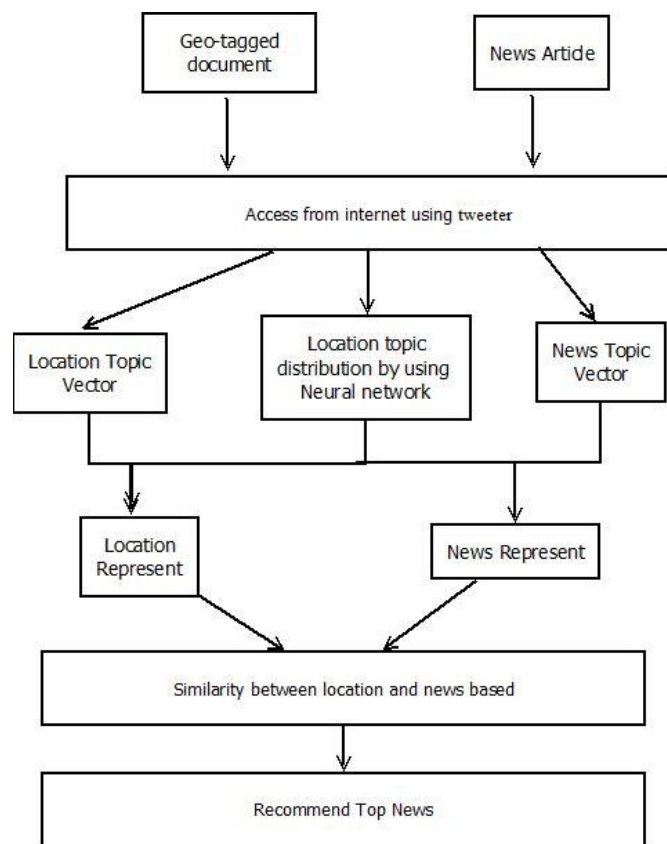 Geo-tagged
document
News Article
Access from internet using tweeter
Location Topic
Vector
Location topic
distribution by using
Neural network
News Topic
Vector
Location
Represent
News Represent
Similarity between location and news based
Recommend Top News